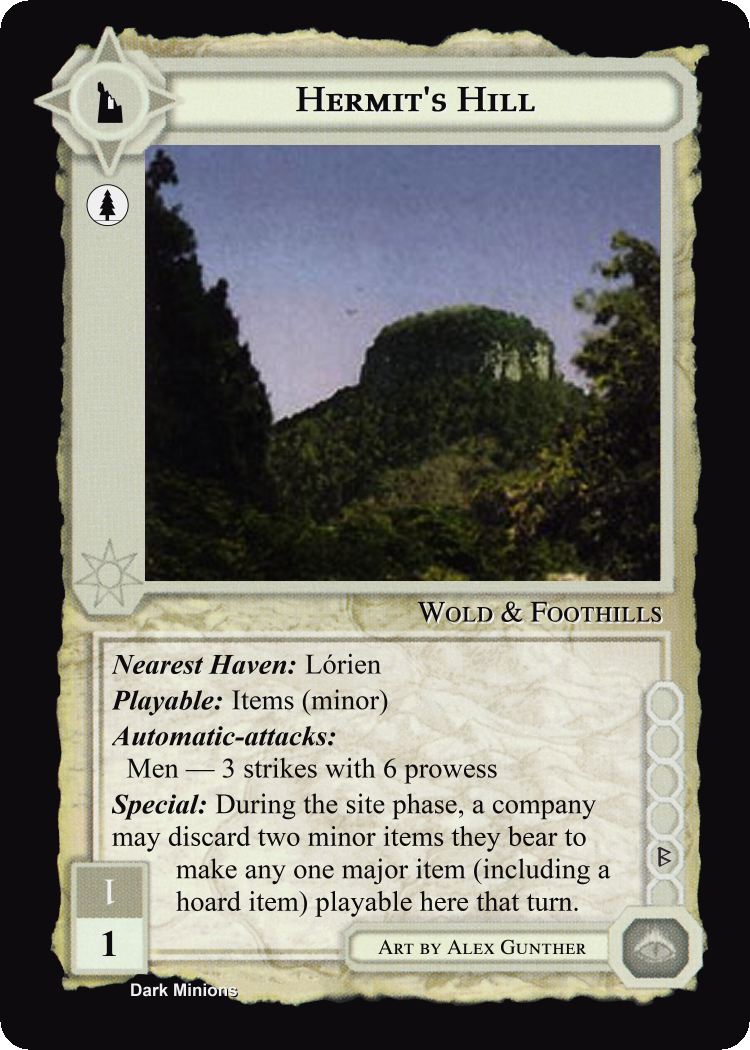 Hermit's Hill
Wold & Foothills
Nearest Haven: Lórien
Playable: Items (minor)
Automatic-attacks:
Men — 3 strikes with 6 prowess
Special: During the site phase, a company
may discard two minor items they bear to
make any one major item (including a
hoard item) playable here that turn.
1
1
Art by Alex Gunther
Dark Minions